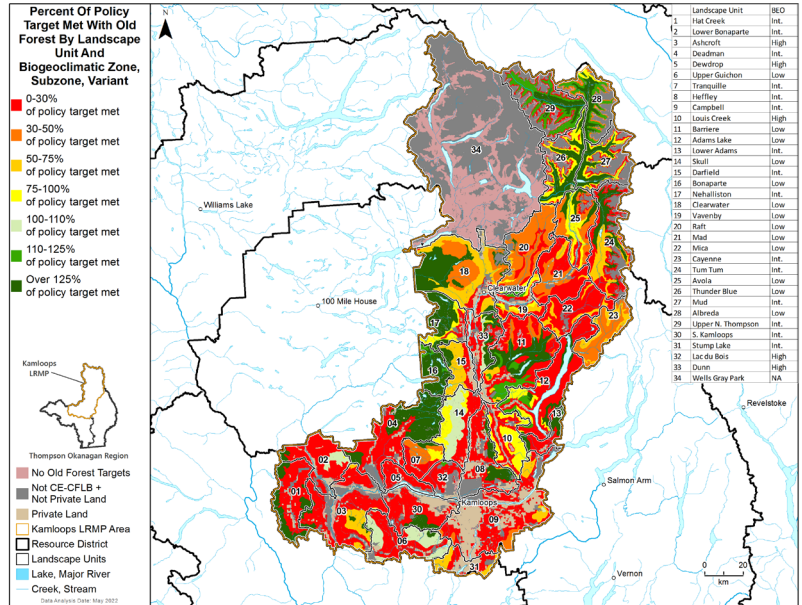 Percent Of Policy
Target Met With Old
Forest By Landscape
Unit And
Biogeoclimatic Zone,
Subzone, Variant
0-30%
of policy target met
30-50%
of policy target met
50-75%
of policy target met
75-100%
of policy target met
100-110%
of policy target met
110-125%
of policy target met
Over 125%
of policy target met
Kamloops
LRMP
Thompson Okanagan Region
No Old Forest Targets
Not CE-CFLB +
Not Private Land
Private Land
Kamloops LRMP Area
Resource District
Landscape Units
Lake, Major River
Creek, Stream
Data Analysis Date: May 2022
N
Williams Lake
100 Mile House
Clearwater
Kamloops
Salmon Arm
Revelstoke
Vernon
34
29
28
26
27
25
24
20
21
18
19
22
23
17
33
11
15
16
12
14
13
04
10
02
07
08
05
32
01
03
30
09
06
31
0 20
km
Landscape Unit BEO
1 Hat Creek Int.
2 Lower Bonaparte Int.
3 Ashcroft High
4 Deadman Int.
5 Dewdrop High
6 Upper Guichon Low
7 Tranquille Int.
8 Heffley Int.
9 Campbell Int.
10 Louis Creek High
11 Barriere Low
12 Adams Lake Low
13 Lower Adams Int.
14 Skull Low
15 Darfield Int.
16 Bonaparte Low
17 Nehalliston Int.
18 Clearwater Low
19 Vavenby Low
20 Raft Low
21 Mad Low
22 Mica Low
23 Cayenne Int.
24 Tum Tum Int.
25 Avola Low
26 Thunder Blue Low
27 Mud Int.
28 Albreda Low
29 Upper N. Thompson Int.
30 S. Kamloops Int.
31 Stump Lake Int.
32 Lac du Bois High
33 Dunn High
34 Wells Gray Park NA